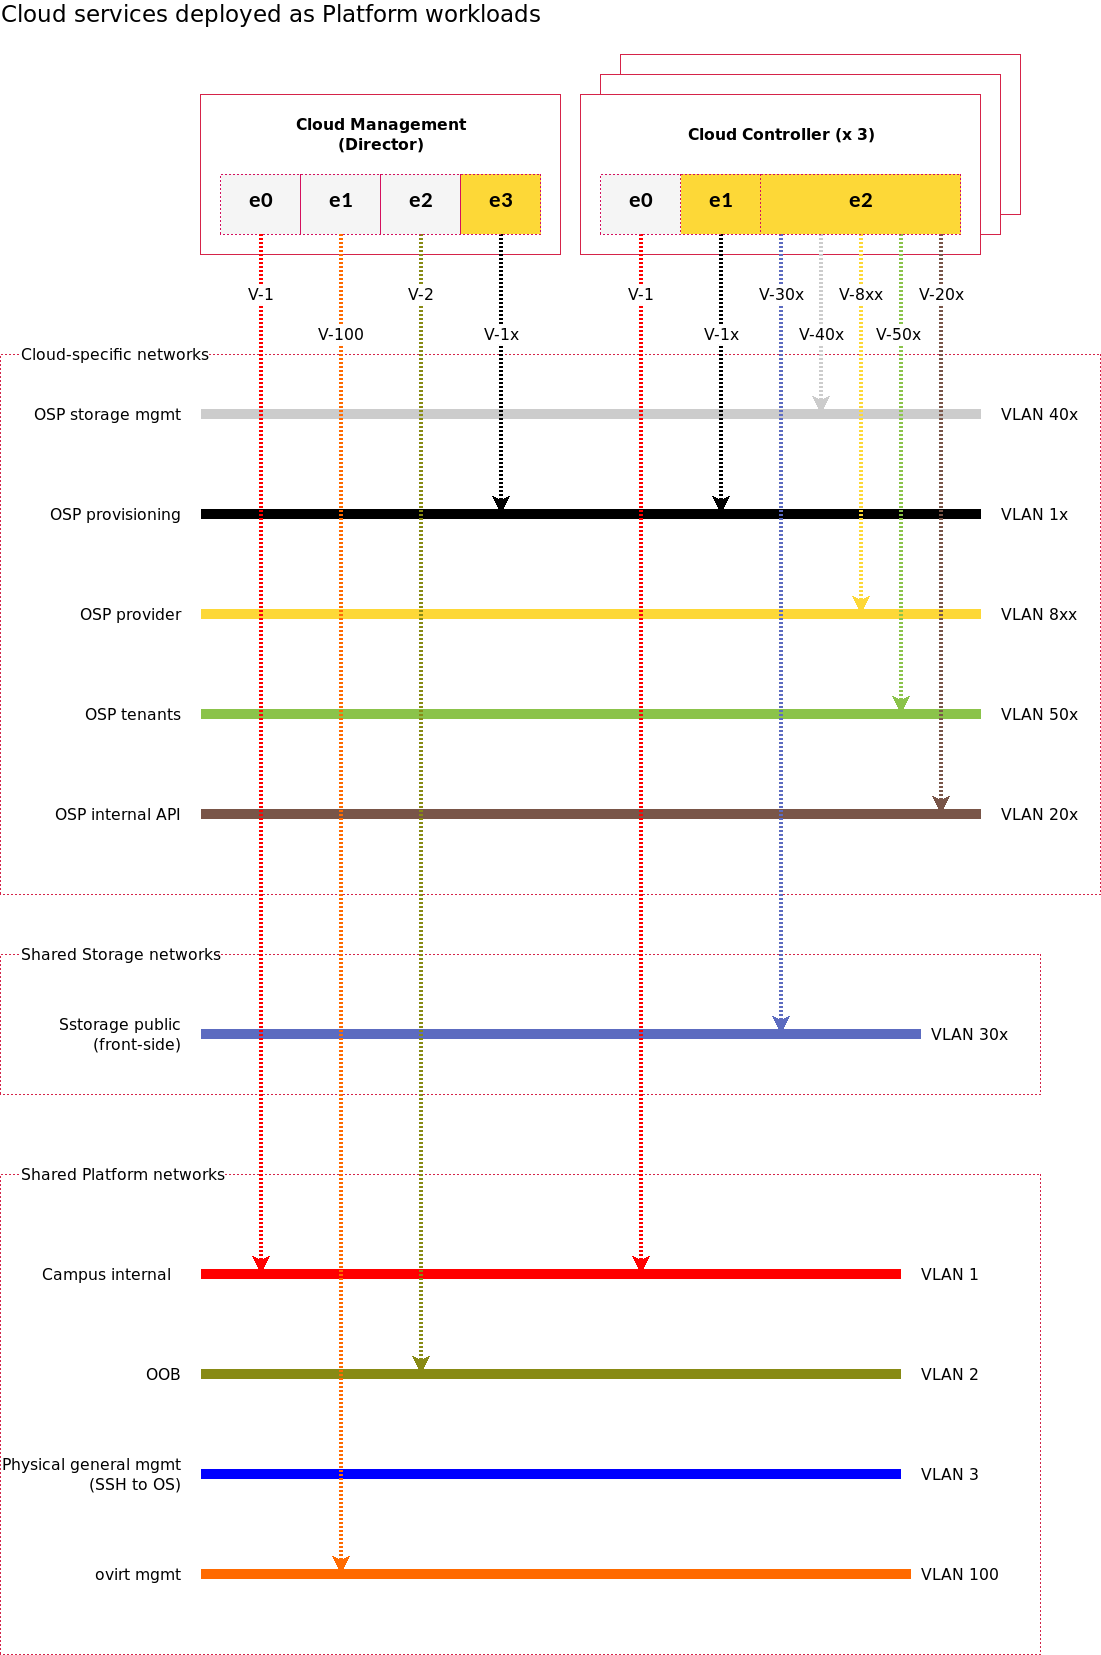 Cloud services deployed as Platform workloads
Cloud Management
(Director)
Cloud Controller (x 3)
e0 e1 e2 e3
e0 e1 e2
V-1 V-2 V-1 V-30x V-8xx V-20x
V-100 V-1x V-1x V-40x V-50x
Cloud-specific networks
OSP storage mgmt VLAN 40x
OSP provisioning VLAN 1x
OSP provider VLAN 8xx
OSP tenants VLAN 50x
OSP internal API VLAN 20x
Shared Storage networks
Sstorage public
(front-side)
VLAN 30x
Shared Platform networks
Campus internal VLAN 1
OOB VLAN 2
Physical general mgmt
(SSH to OS)
VLAN 3
ovirt mgmt VLAN 100